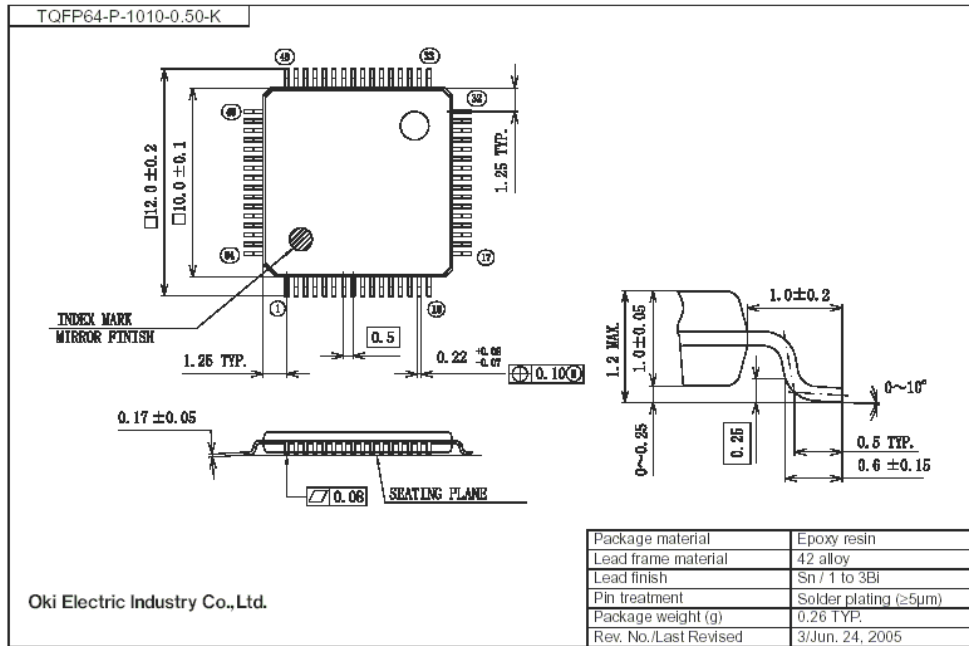 TQFP64-P-1010-0.50-K
48
33
49
32
□12.0±0.2
□10.0±0.1
1.25 TYP.
64
17
1
16
INDEX MARK
MIRROR FINISH
1.25 TYP.
0.5
0.22
-0.07
0.10 Ⓜ
0.17 ±0.05
0.08
SEATING PLANE
1.0±0.2
1.2 MAX.
1.0±0.05
0~10°
0~0.25
0.25
0.5 TYP.
0.6 ±0.15
Package material Epoxy resin
Lead frame material 42 alloy
Lead finish Sn / 1 to 3Bi
Pin treatment Solder plating (≥5μm)
Package weight (g) 0.26 TYP.
Rev. No./Last Revised 3/Jun. 24, 2005
Oki Electric Industry Co., Ltd.